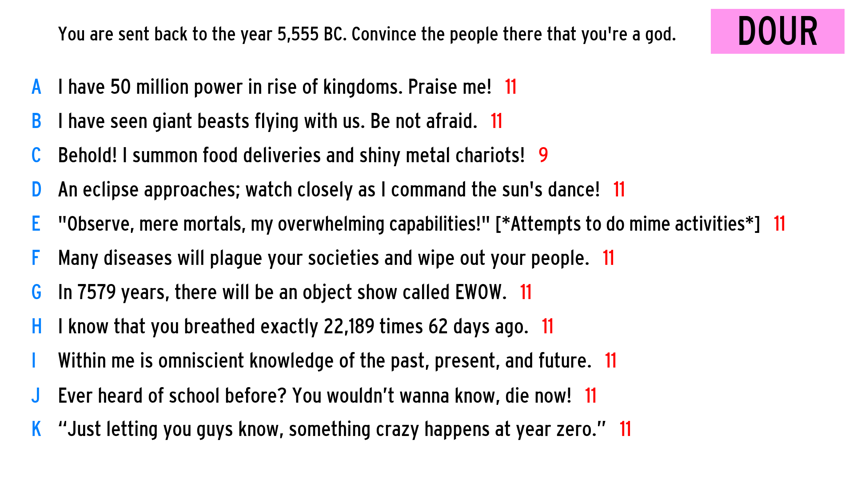 You are sent back to the year 5,555 BC. Convince the people there that you're a god.
DOUR
A I have 50 million power in rise of kingdoms. Praise me! 11
B I have seen giant beasts flying with us. Be not afraid. 11
C Behold! I summon food deliveries and shiny metal chariots! 9
D An eclipse approaches; watch closely as I command the sun's dance! 11
E "Observe, mere mortals, my overwhelming capabilities!" [*Attempts to do mime activities*] 11
F Many diseases will plague your societies and wipe out your people. 11
G In 7579 years, there will be an object show called EWOW. 11
H I know that you breathed exactly 22,189 times 62 days ago. 11
I Within me is omniscient knowledge of the past, present, and future. 11
J Ever heard of school before? You wouldn’t wanna know, die now! 11
K “Just letting you guys know, something crazy happens at year zero.” 11